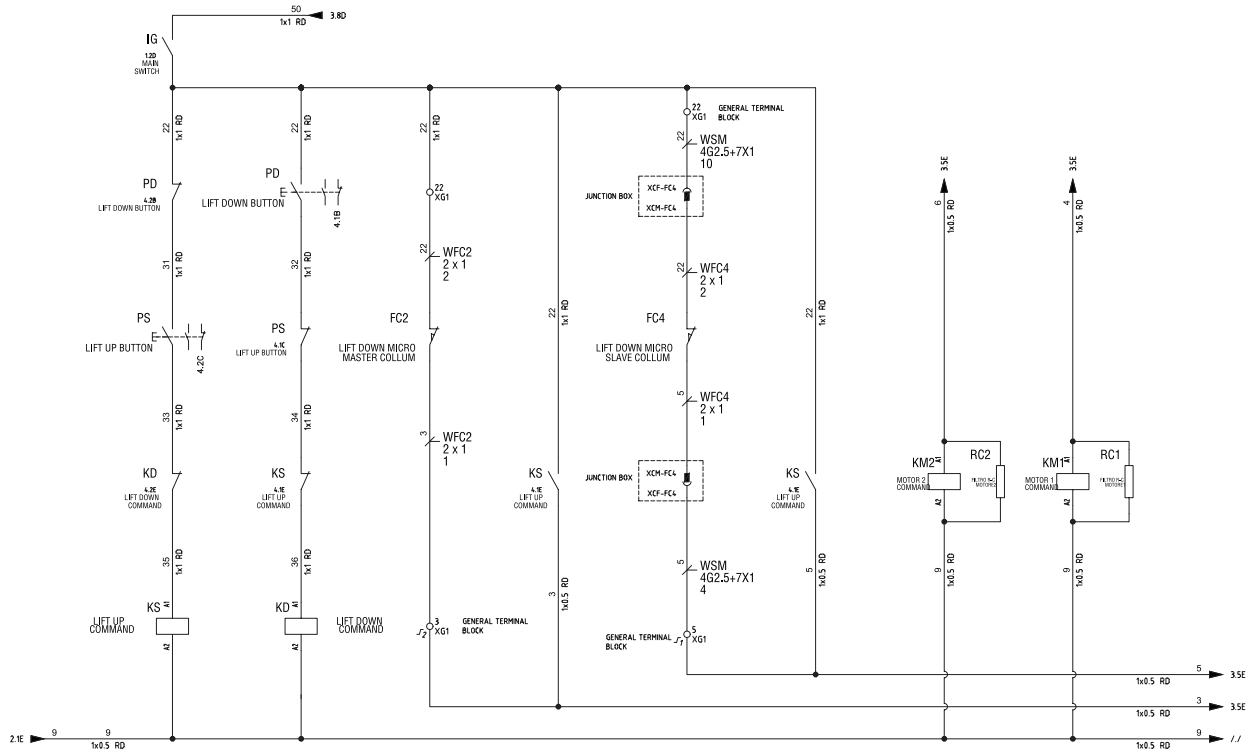 50
1x1 RD
3.8D
IG
1.2D
MAIN
SWITCH
22
1x1 RD
22
1x1 RD
22
1x1 RD
22
XG1
GENERAL TERMINAL
BLOCK
22
WSM
4G2.5+7X1
10
PD
4.2B
LIFT DOWN BUTTON
PD
LIFT DOWN BUTTON
4.1B
22
XG1
JUNCTION BOX
XCF-FC4
XCM-FC4
3.5E
6
1x0.5 RD
3.5E
4
1x0.5 RD
31
1x1 RD
32
1x1 RD
22
WFC2
2 x 1
2
22
WFC4
2 x 1
2
22
1x1 RD
22
1x1 RD
PS
LIFT UP BUTTON
4.2C
PS
4.1C
LIFT UP BUTTON
FC2
LIFT DOWN MICRO
MASTER COLLUM
FC4
LIFT DOWN MICRO
SLAVE COLLUM
33
1x1 RD
34
1x1 RD
3
WFC2
2 x 1
1
5
WFC4
2 x 1
1
KD
4.2E
LIFT DOWN
COMMAND
KS
4.1E
LIFT UP
COMMAND
KS
4.1E
LIFT UP
COMMAND
JUNCTION BOX
XCM-FC4
XCF-FC4
KS
4.1E
LIFT UP
COMMAND
KM2
A1
MOTOR 2
COMMAND
A2
RC2
FILTRO R-C
MOTORE2
KM1
A1
MOTOR 1
COMMAND
A2
RC1
FILTRO R-C
MOTORE1
35
1x1 RD
36
1x1 RD
3
1x0.5 RD
5
WSM
4G2.5+7X1
4
5
1x0.5 RD
9
1x0.5 RD
9
1x0.5 RD
KS
A1
LIFT UP
COMMAND
A2
KD
A1
LIFT DOWN
COMMAND
A2
3
XG1
2
GENERAL TERMINAL
BLOCK
GENERAL TERMINAL
BLOCK
5
XG1
1
5
1x0.5 RD
3.5E
3
1x0.5 RD
3.5E
2.1E
9
9
1x0.5 RD
9
1x0.5 RD
/./